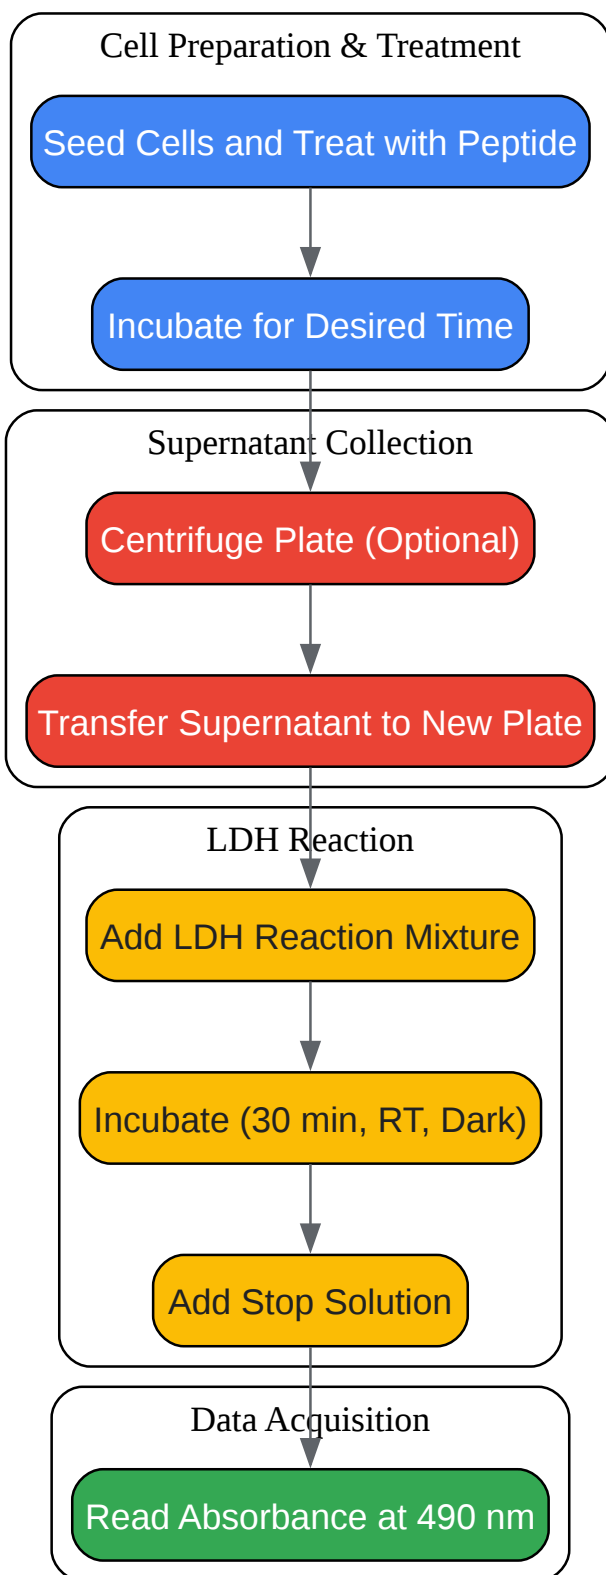 Cell Preparation & Treatment
Seed Cells and Treat with Peptide
Incubate for Desired Time
Supernatant Collection
Centrifuge Plate (Optional)
Transfer Supernatant to New Plate
LDH Reaction
Add LDH Reaction Mixture
Incubate (30 min, RT, Dark)
Add Stop Solution
Data Acquisition
Read Absorbance at 490 nm